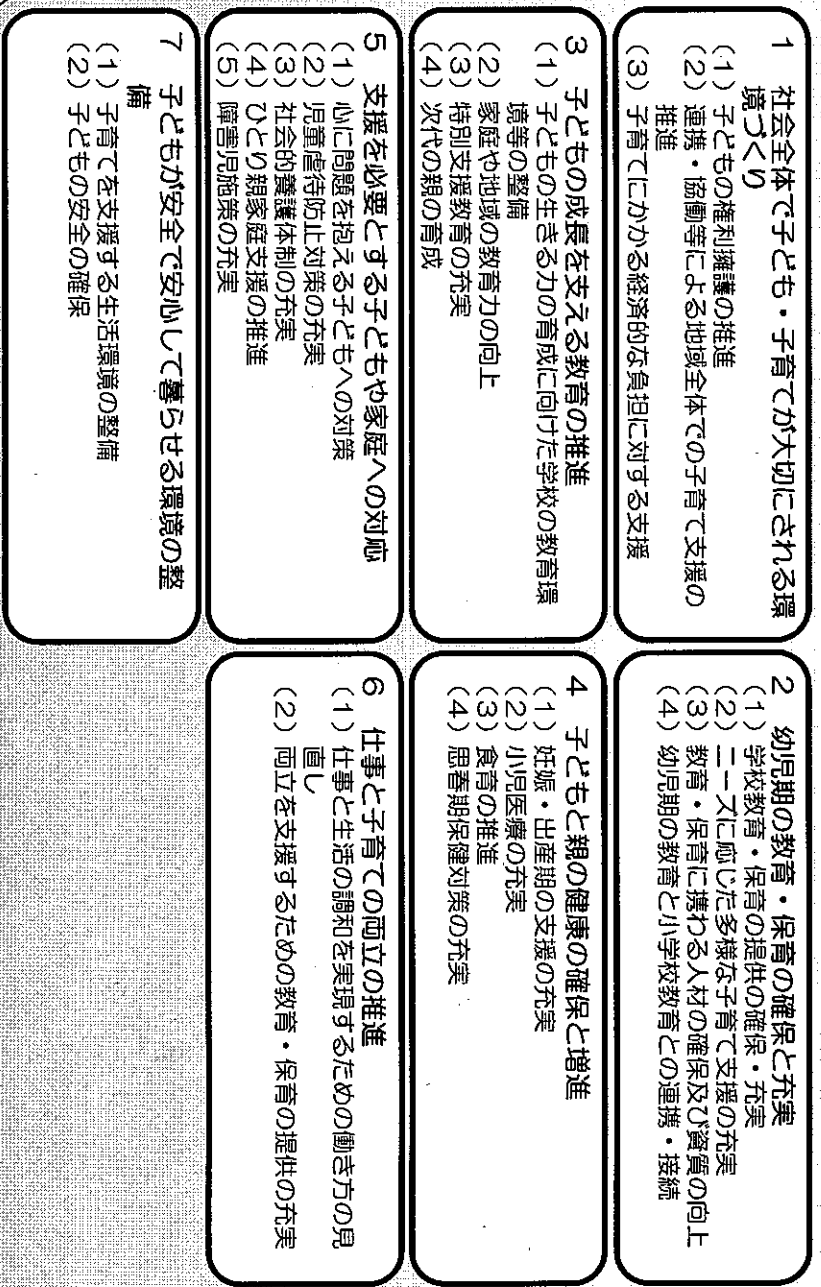 1 社会全体で子ども・子育てが大切にされる環
境づくり
(1) 子どもの権利擁護の推進
(2) 連携・協働等による地域全体での子育て支援の
推進
(3) 子育てにかかる経済的な負担に対する支援
2 幼児期の教育・保育の確保と充実
(1) 学校教育・保育の提供の確保・充実
(2) ニーズに応じた多様な子育て支援の充実
(3) 教育・保育に携わる人材の確保及び資質の向上
(4) 幼児期の教育と小学校教育との連携・接続
3 子どもの成長を支える教育の推進
(1) 子どもの生きる力の育成に向けた学校の教育環
境等の整備
(2) 家庭や地域の教育力の向上
(3) 特別支援教育の充実
(4) 次代の親の育成
4 子どもと親の健康の確保と増進
(1) 妊娠・出産期の支援の充実
(2) 小児医療の充実
(3) 食育の推進
(4) 思春期保健対策の充実
5 支援を必要とする子どもや家庭への対応
(1) 心に問題を抱える子どもへの対策
(2) 児童虐待防止対策の充実
(3) 社会的養護体制の充実
(4) ひとり親家庭支援の推進
(5) 障害児施策の充実
6 仕事と子育ての両立の推進
(1) 仕事と生活の調和を実現するための働き方の見
直し
(2) 両立を支援するための教育・保育の提供の充実
7 子どもが安全で安心して暮らせる環境の整
備
(1) 子育てを支援する生活環境の整備
(2) 子どもの安全の確保